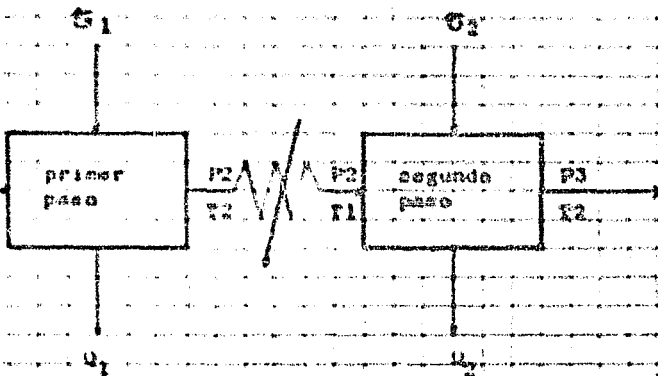 G₁
G₂
primer
paso
P2
T2
P2
T1
segundo
paso
P3
T2
Q₁
Q₂